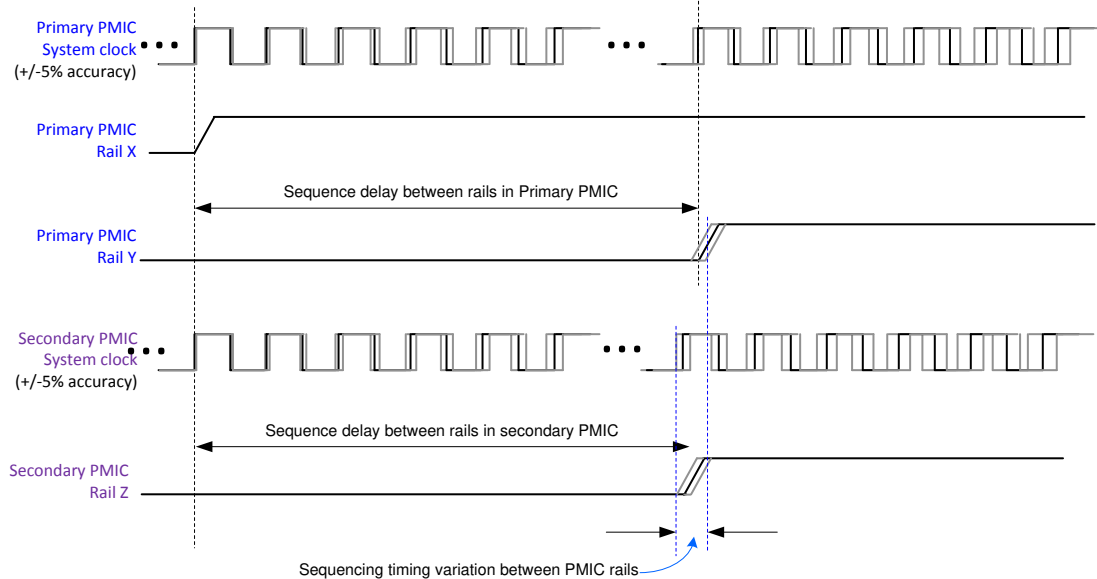 Primary PMIC
System clock
(+/-5% accuracy)
Primary PMIC
Rail X
Sequence delay between rails in Primary PMIC
Primary PMIC
Rail Y
Secondary PMIC
System clock
(+/-5% accuracy)
Sequence delay between rails in secondary PMIC
Secondary PMIC
Rail Z
Sequencing timing variation between PMIC rails